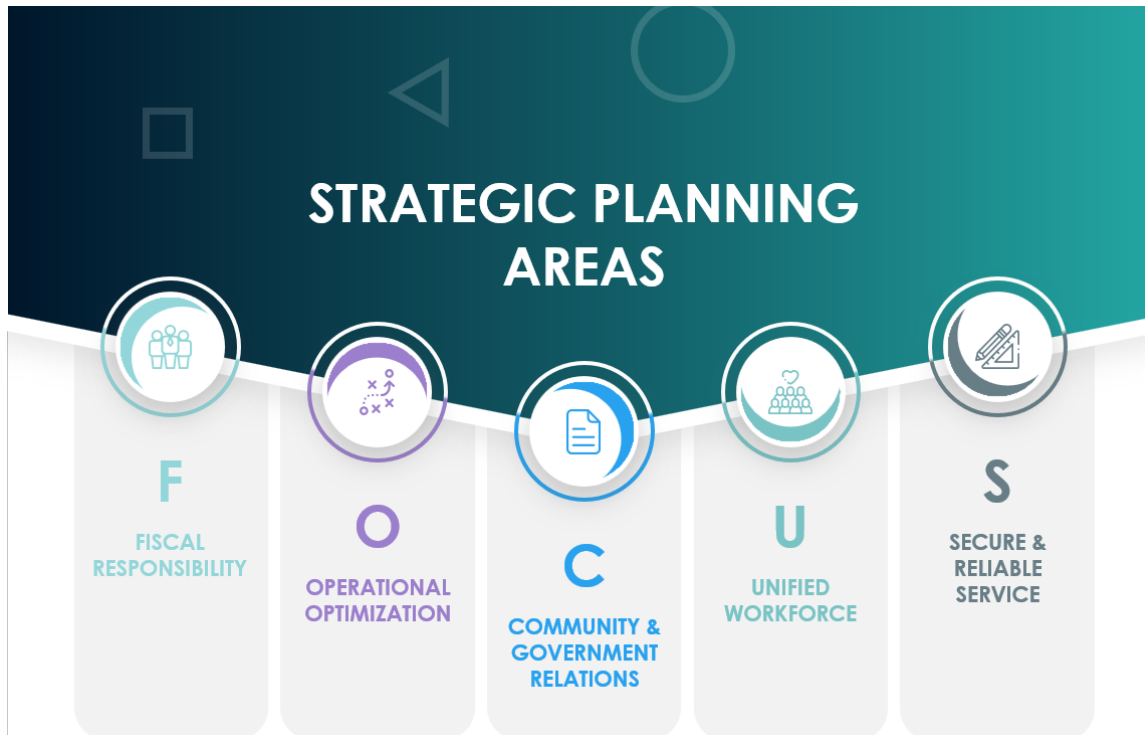 STRATEGIC PLANNING
AREAS
F
FISCAL
RESPONSIBILITY
O
OPERATIONAL
OPTIMIZATION
C
COMMUNITY &
GOVERNMENT
RELATIONS
U
UNIFIED
WORKFORCE
S
SECURE &
RELIABLE
SERVICE